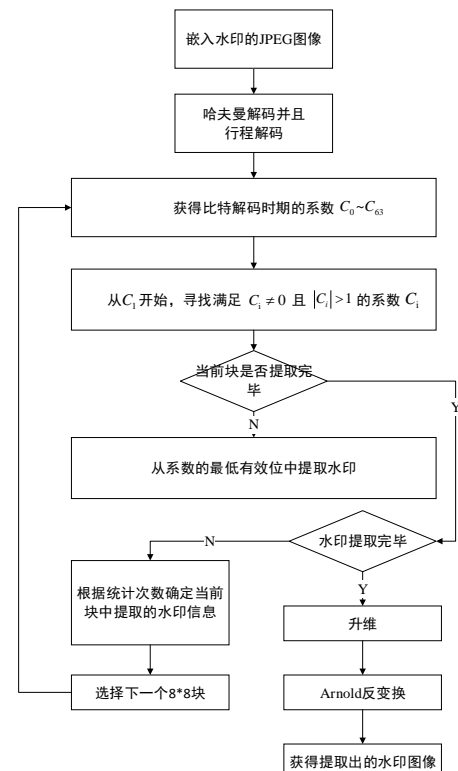 嵌入水印的JPEG图像
哈夫曼解码并且
行程解码
获得比特解码时期的系数 C₀~C₆₃
从C₁开始，寻找满足 Cᵢ ≠ 0 且 |Cᵢ| > 1 的系数 Cᵢ
当前块是否提取完
毕
Y
N
从系数的最低有效位中提取水印
N
水印提取完毕
Y
根据统计次数确定当前
块中提取的水印信息
升维
选择下一个8*8块
Arnold反变换
获得提取出的水印图像